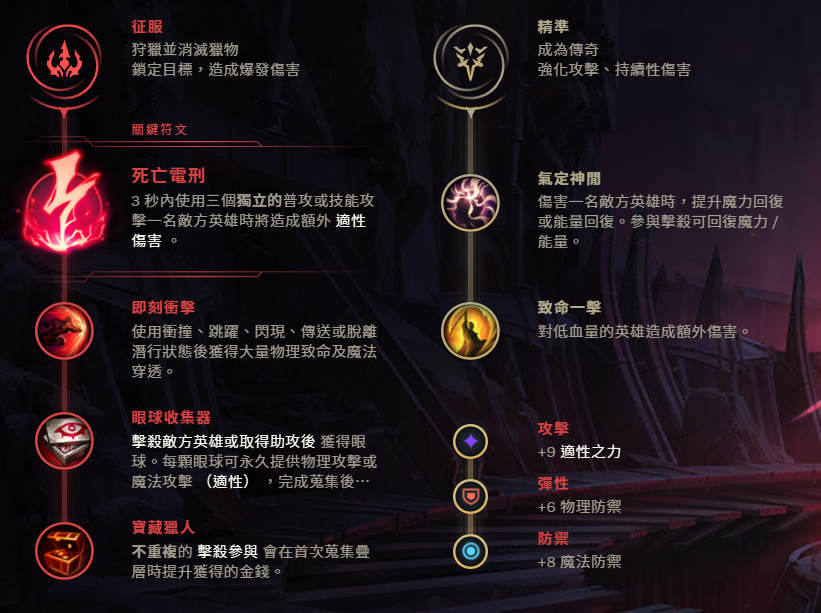 征服
狩獵並消滅獵物
鎖定目標，造成爆發傷害
關鍵符文
死亡電刑
3 秒內使用三個獨立的普攻或技能攻
擊一名敵方英雄時將造成額外 適性
傷害 。
即刻衝擊
使用衝撞、跳躍、閃現、傳送或脫離
潛行狀態後獲得大量物理致命及魔法
穿透。
眼球收集器
擊殺敵方英雄或取得助攻後 獲得眼
球。每顆眼球可永久提供物理攻擊或
魔法攻擊 （適性） ，完成蒐集後…
寶藏獵人
不重複的 擊殺參與 會在首次蒐集疊
層時提升獲得的金錢。
精準
成為傳奇
強化攻擊、持續性傷害
氣定神閒
傷害一名敵方英雄時，提升魔力回復
或能量回復。參與擊殺可回復魔力 /
能量。
致命一擊
對低血量的英雄造成額外傷害。
攻擊
+9 適性之力
彈性
+6 物理防禦
防禦
+8 魔法防禦